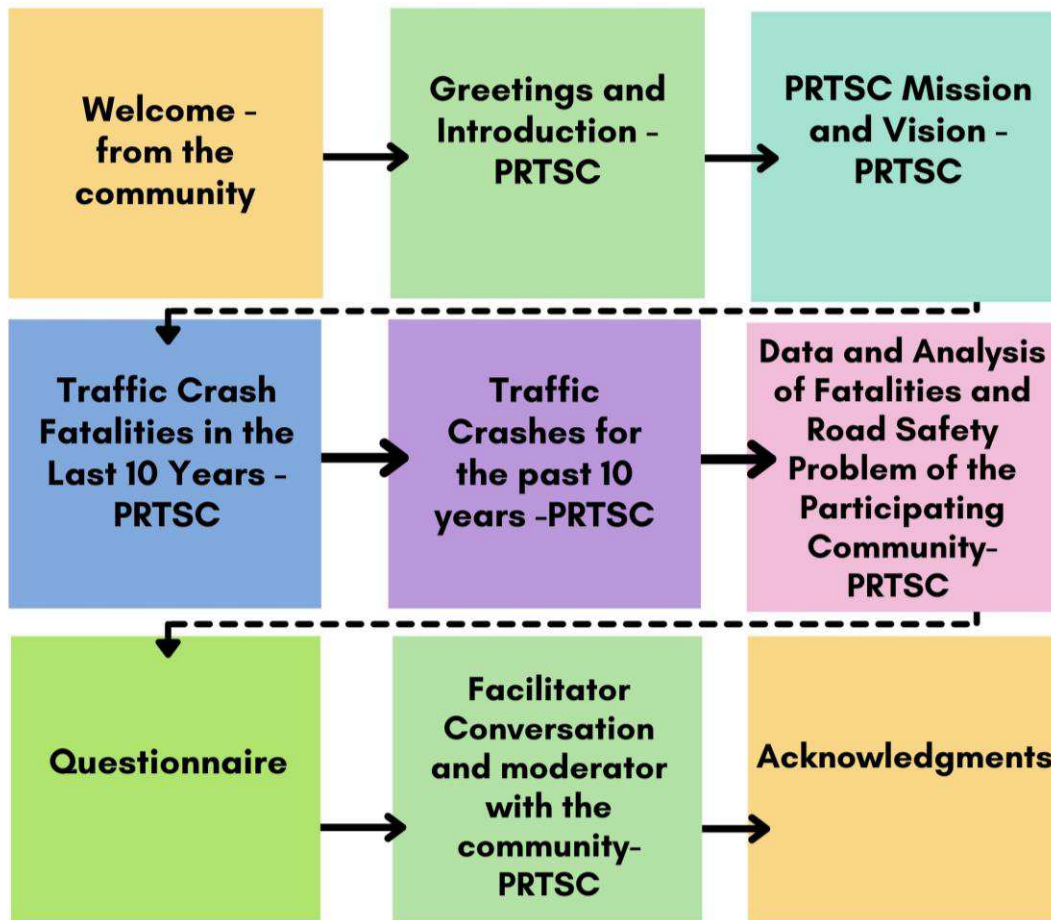 Welcome -
from the
community
Greetings and
Introduction -
PRTSC
PRTSC Mission
and Vision -
PRTSC
Traffic Crash
Fatalities in the
Last 10 Years -
PRTSC
Traffic
Crashes for
the past 10
years -PRTSC
Data and Analysis
of Fatalities and
Road Safety
Problem of the
Participating
Community-
PRTSC
Questionnaire
Facilitator
Conversation
and moderator
with the
community-
PRTSC
Acknowledgments